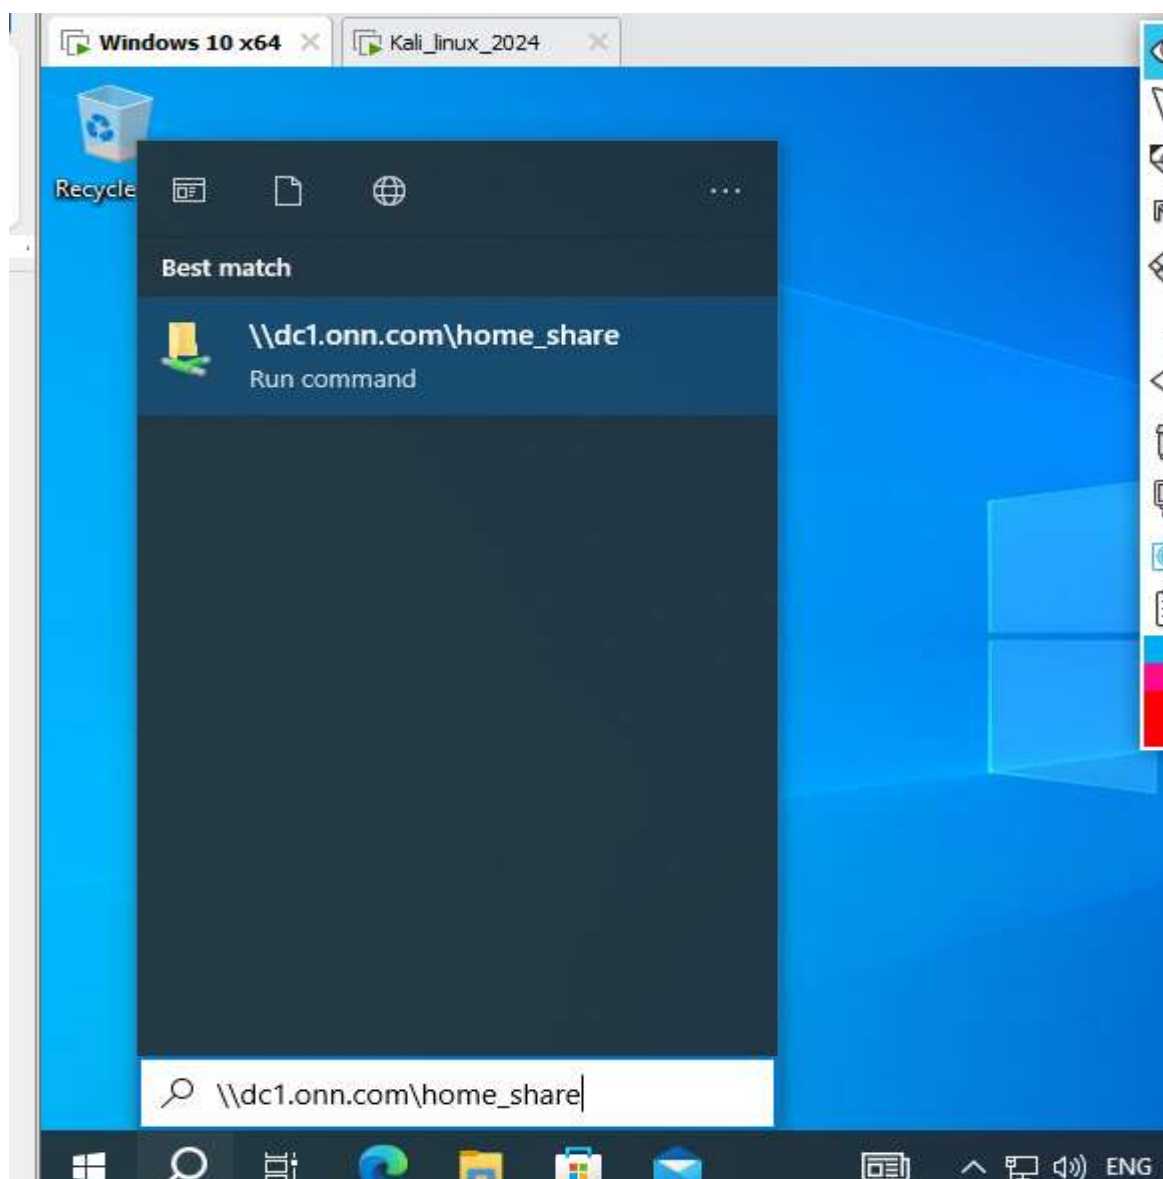 Windows 10 x64
Kali_linux_2024
Recycle
...
Best match
\\dc1.onn.com\home_share
Run command
\\dc1.onn.com\home_share
ENG